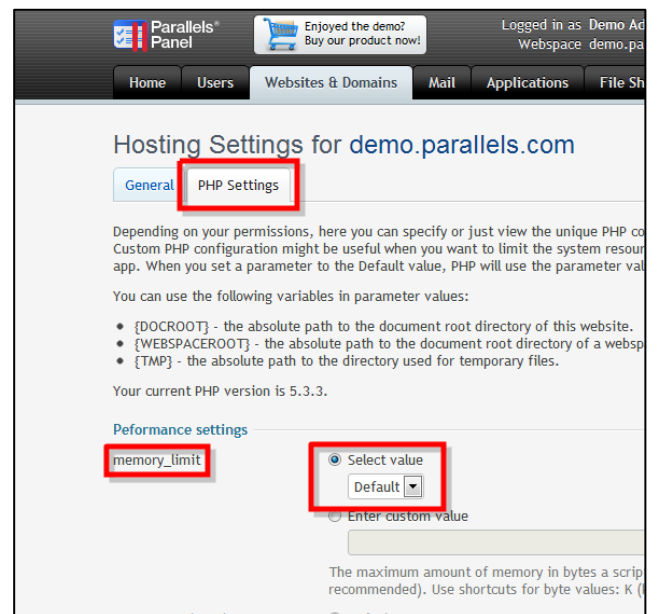 Parallels® Panel
Enjoyed the demo?
Buy our product now!
Logged in as Demo Ad
Webspace demo.pa
Home Users Websites & Domains Mail Applications File Sh
Hosting Settings for demo.parallels.com
General PHP Settings
Depending on your permissions, here you can specify or just view the unique PHP co
Custom PHP configuration might be useful when you want to limit the system resour
app. When you set a parameter to the Default value, PHP will use the parameter val
You can use the following variables in parameter values:
• {DOCROOT} - the absolute path to the document root directory of this website.
• {WEBSPACEROOT} - the absolute path to the document root directory of a websp
• {TMP} - the absolute path to the directory used for temporary files.
Your current PHP version is 5.3.3.
Peformance settings
memory_limit
Select value
Default
Enter custom value
The maximum amount of memory in bytes a scrip
recommended). Use shortcuts for byte values: K (